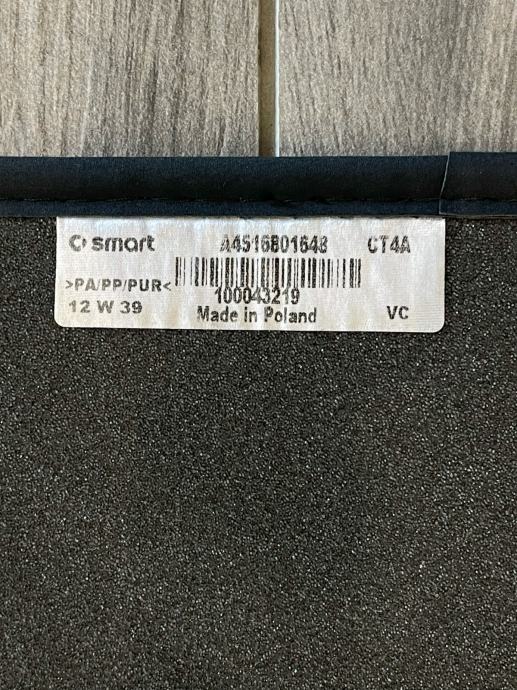 smart A4516801648 CT4A
>PA/PP/PUR<
100043219
12 W 39 Made in Poland VC